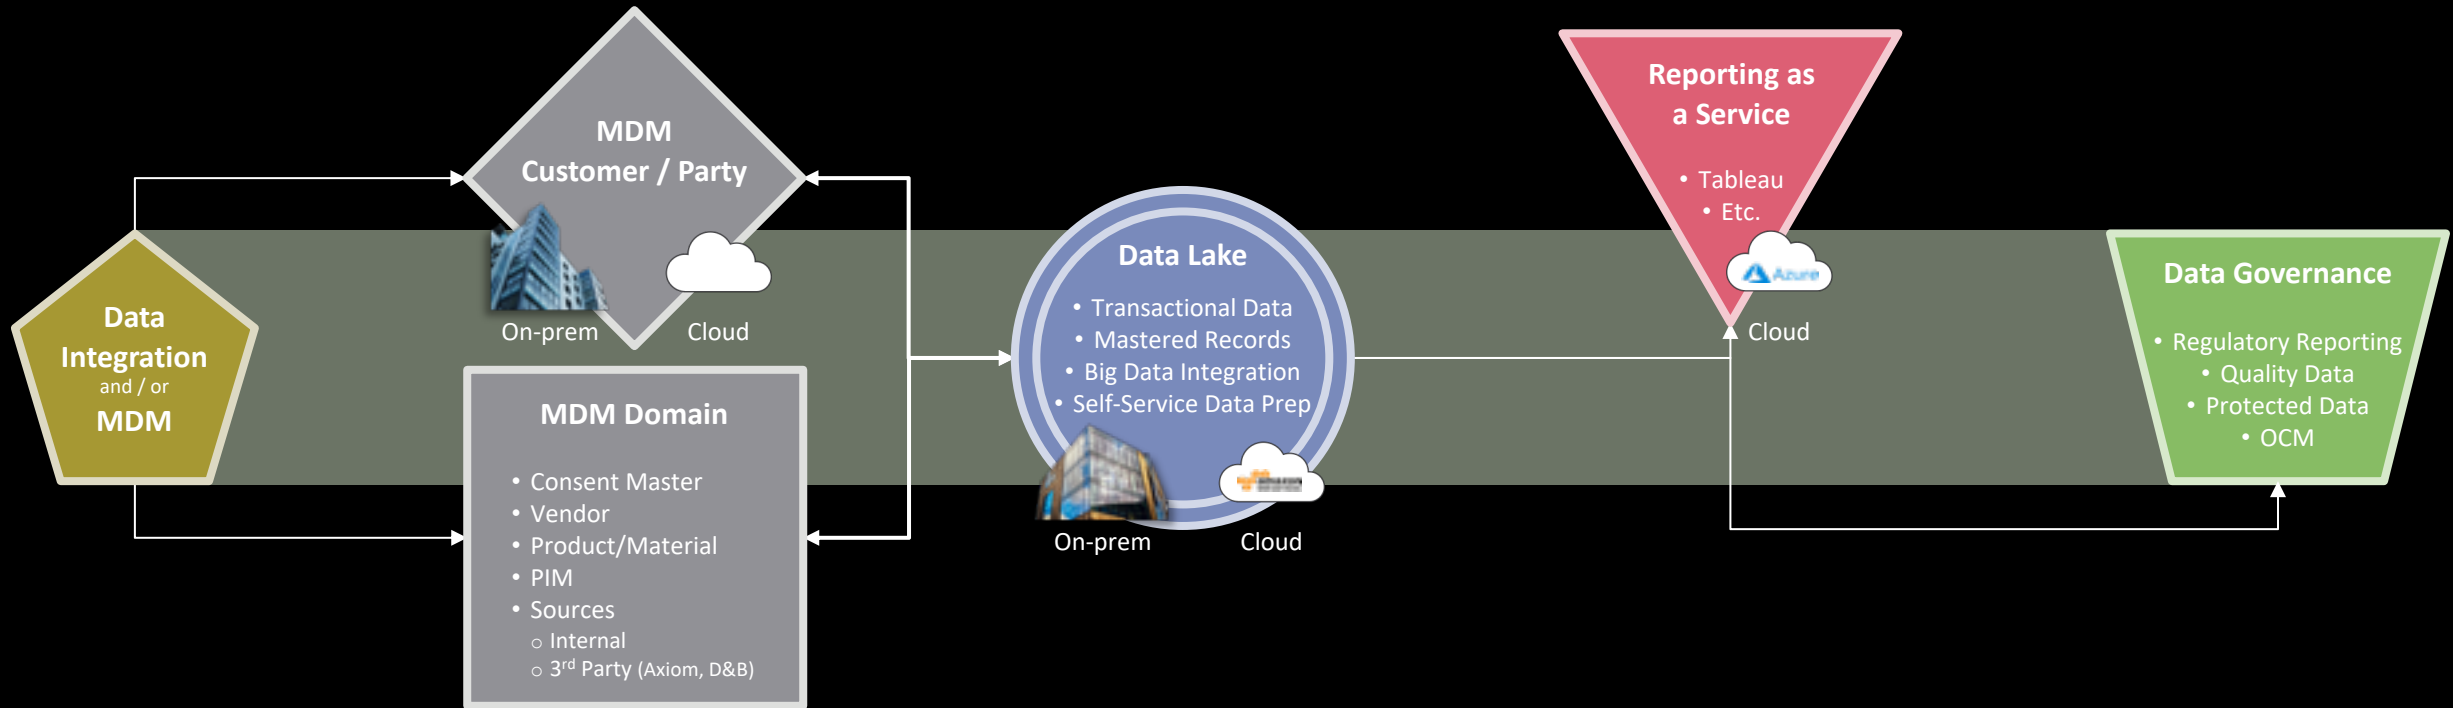 Data
Integration
and / or
MDM
MDM
Customer / Party
On-prem
Cloud
MDM Domain
• Consent Master
• Vendor
• Product/Material
• PIM
• Sources
o Internal
o 3rd Party (Axiom, D&B)
Data Lake
• Transactional Data
• Mastered Records
• Big Data Integration
• Self-Service Data Prep
amazon
On-prem
Cloud
Reporting as
a Service
• Tableau
• Etc.
Azure
Cloud
Data Governance
• Regulatory Reporting
• Quality Data
• Protected Data
• OCM